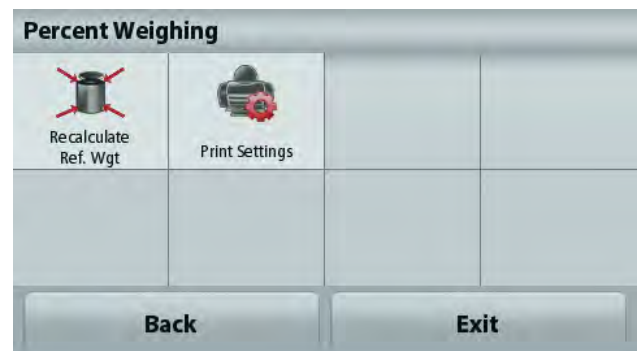 Percent Weighing
Recalculate
Ref. Wgt
Print Settings
Back
Exit